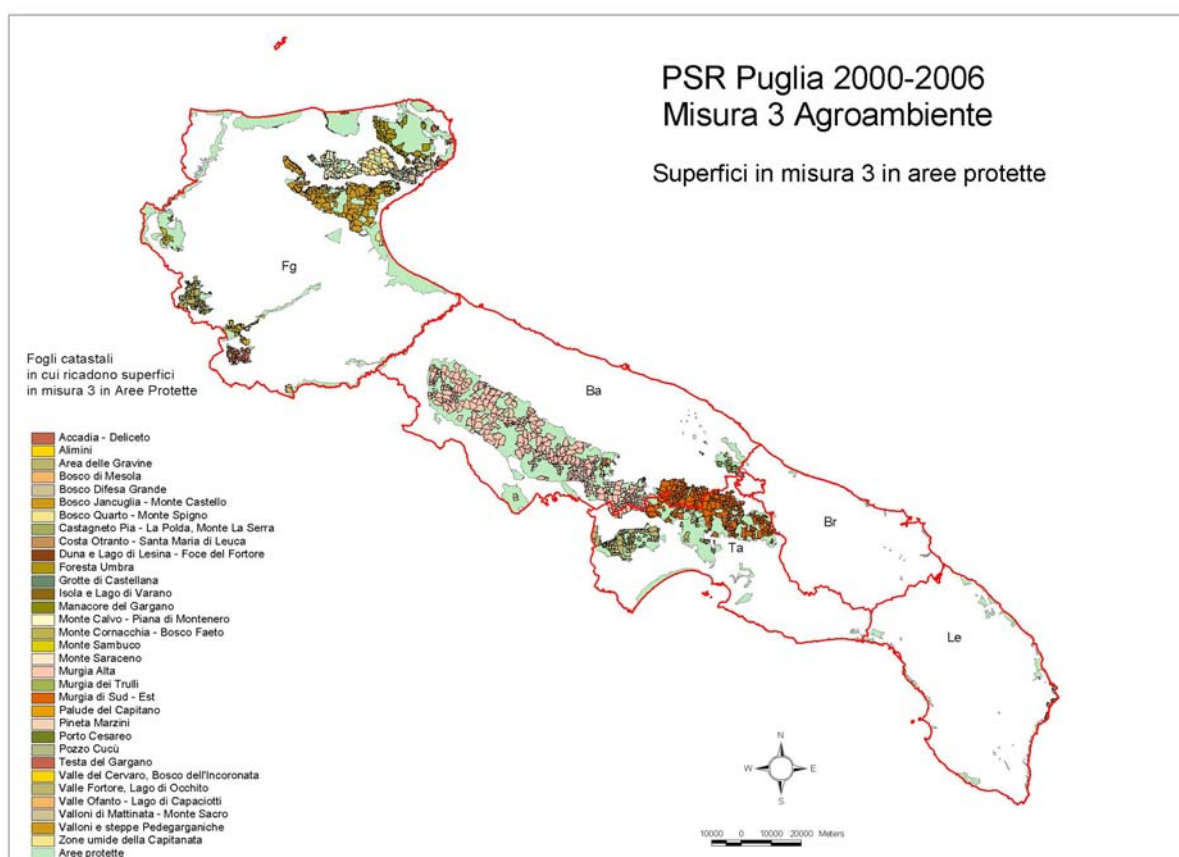 PSR Puglia 2000-2006
Misura 3 Agroambiente
Superfici in misura 3 in aree protette
Fg
Ba
a
Br
Ta
Le
Fogli catastali
in cui ricadono superfici
in misura 3 in Aree Protette
Accadia - Deliceto
Alimini
Area delle Gravine
Bosco di Mesola
Bosco Difesa Grande
Bosco Jancuglia - Monte Castello
Bosco Quarto - Monte Spigno
Castagneto Pia - La Polda, Monte La Serra
Costa Otranto - Santa Maria di Leuca
Duna e Lago di Lesina - Foce del Fortore
Foresta Umbra
Grotte di Castellana
Isola e Lago di Varano
Manacore del Gargano
Monte Calvo - Piana di Montenero
Monte Cornacchia - Bosco Faeto
Monte Sambuco
Monte Saraceno
Murgia Alta
Murgia dei Trulli
Murgia di Sud - Est
Palude del Capitano
Pineta Marzini
Porto Cesareo
Pozzo Cucù
Testa del Gargano
Valle del Cervaro, Bosco dell'Incoronata
Valle Fortore, Lago di Occhito
Valle Ofanto - Lago di Capaciotti
Valloni di Mattinata - Monte Sacro
Valloni e steppe Pedegarganiche
Zone umide della Capitanata
Aree protette
N
W E
S
10000 0 10000 20000 Meters